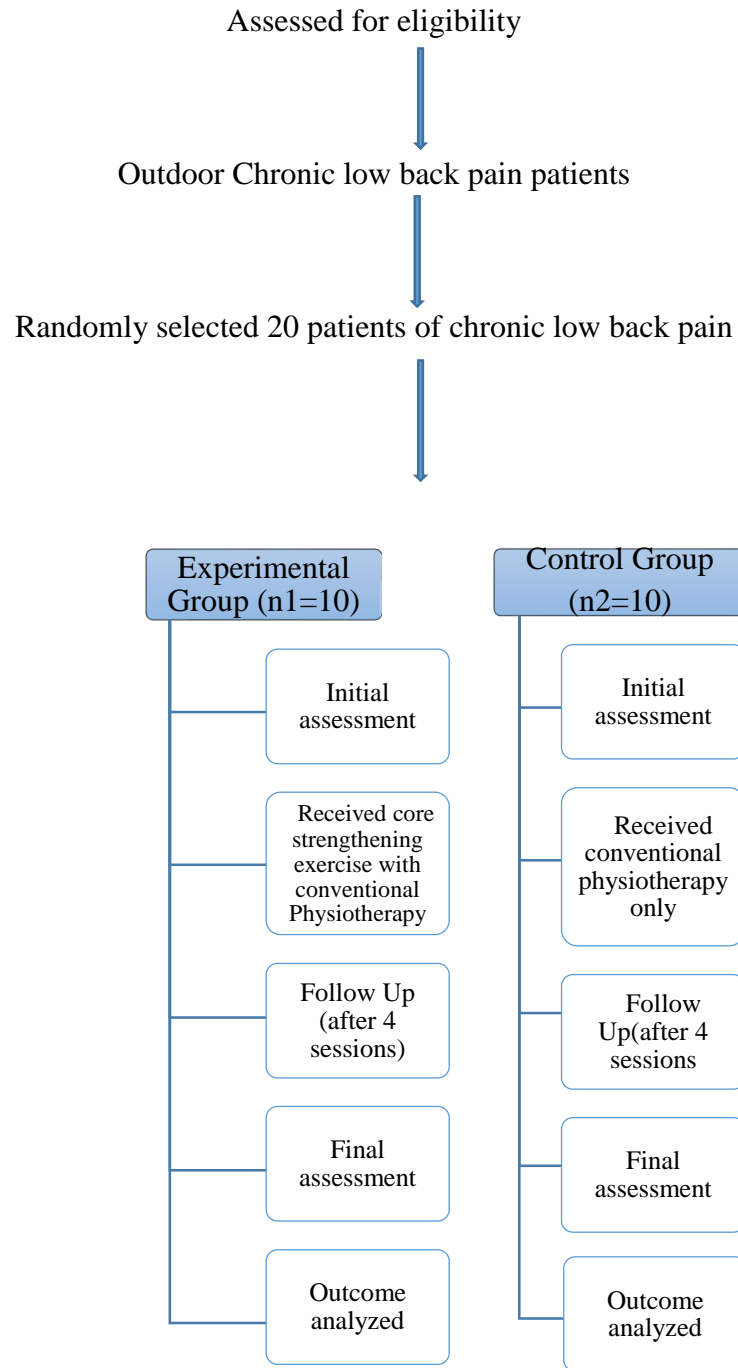 Assessed for eligibility
Outdoor Chronic low back pain patients
Randomly selected 20 patients of chronic low back pain
Experimental
Group (n1=10)
Initial
assessment
Received core
strengthening
exercise with
conventional
Physiotherapy
Follow Up
(after 4
sessions)
Final
assessment
Outcome
analyzed
Control Group
(n2=10)
Initial
assessment
Received
conventional
physiotherapy
only
Follow
Up(after 4
sessions
Final
assessment
Outcome
analyzed